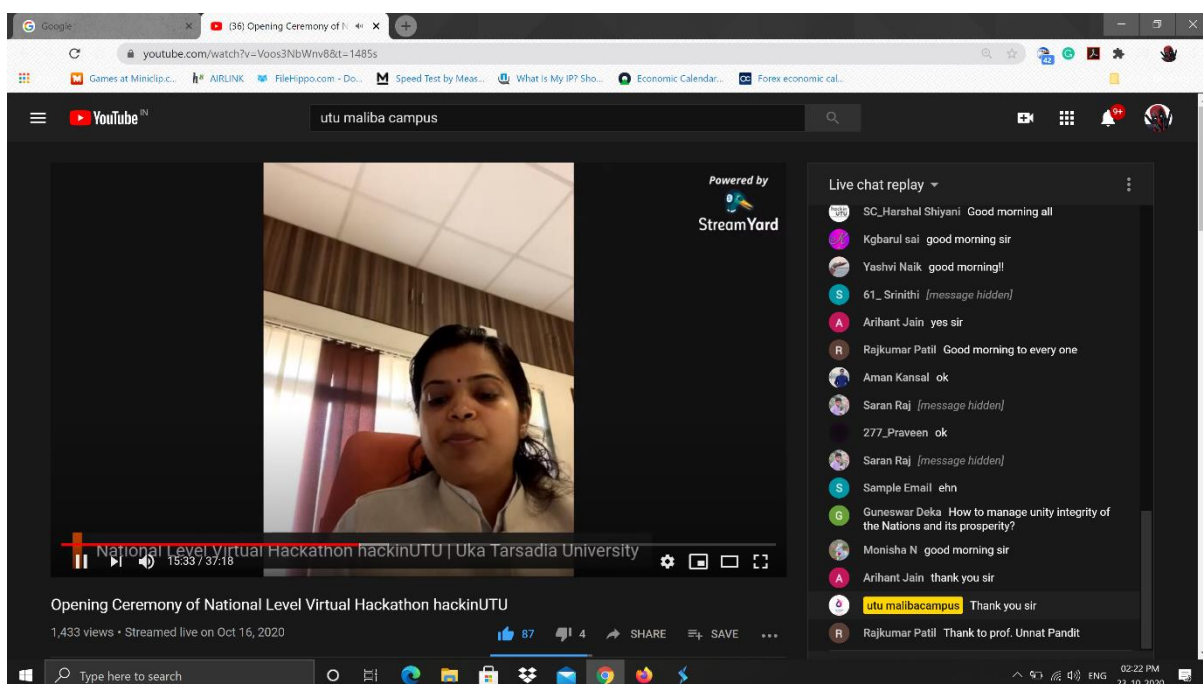 Google
(36) Opening Ceremony of N
youtube.com/watch?v=Voos3NbWnv8&t=1485s
42
Games at Miniclip.c...
AIRLINK
FileHippo.com - Do...
Speed Test by Meas...
What Is My IP? Sho...
Economic Calendar...
Forex economic cal...
YouTube IN
utu maliba campus
9+
Powered by
StreamYard
National Level Virtual Hackathon hackinUTU | Uka Tarsadia University
15:33 / 37:18
Opening Ceremony of National Level Virtual Hackathon hackinUTU
1,433 views • Streamed live on Oct 16, 2020
87
4
SHARE
SAVE
Live chat replay
SC_Harshal Shiyani Good morning all
Kgbarul sai good morning sir
Yashvi Naik good morning!!
S
61_ Srinithi [message hidden]
A
Arihant Jain yes sir
R
Rajkumar Patil Good morning to every one
Aman Kansal ok
Saran Raj [message hidden]
277_Praveen ok
Saran Raj [message hidden]
S
Sample Email ehn
G
Guneswar Deka How to manage unity integrity of
the Nations and its prosperity?
Monisha N good morning sir
A
Arihant Jain thank you sir
utu malibacampus Thank you sir
R
Rajkumar Patil Thank to prof. Unnat Pandit
Type here to search
ENG
02:22 PM
23-10-2020